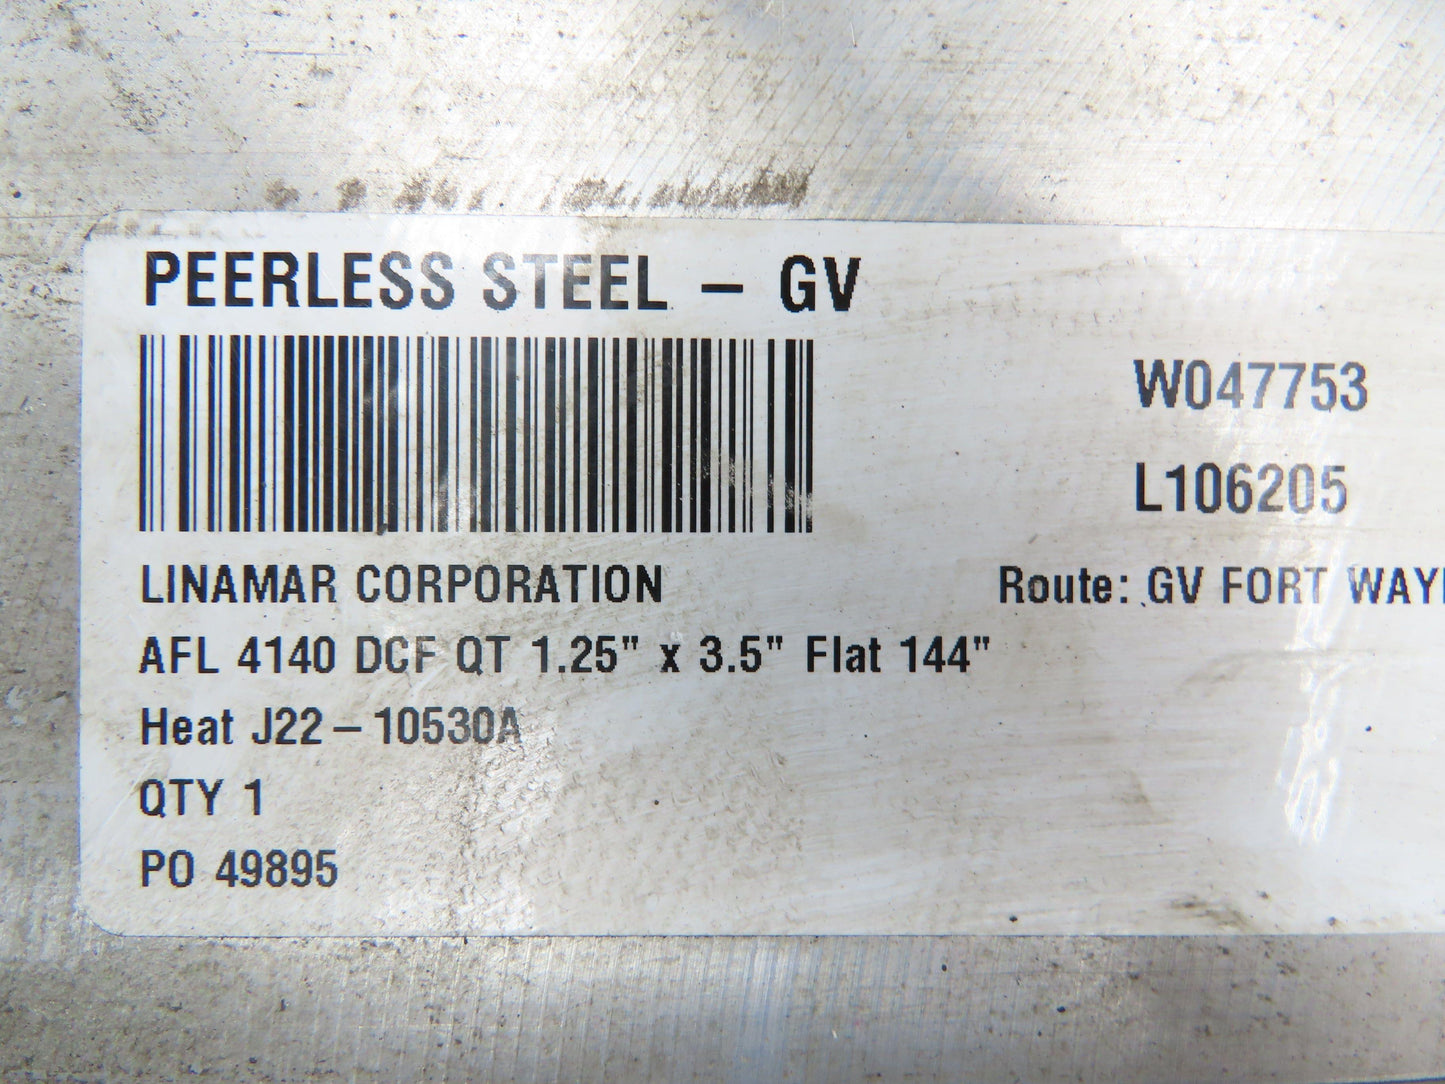 PEERLESS STEEL – GV
W047753
L106205
LINAMAR CORPORATION
Route: GV FORT
AFL 4140 DCF QT 1.25" x 3.5" Flat 144"
Heat J22–10530A
QTY 1
PO 49895